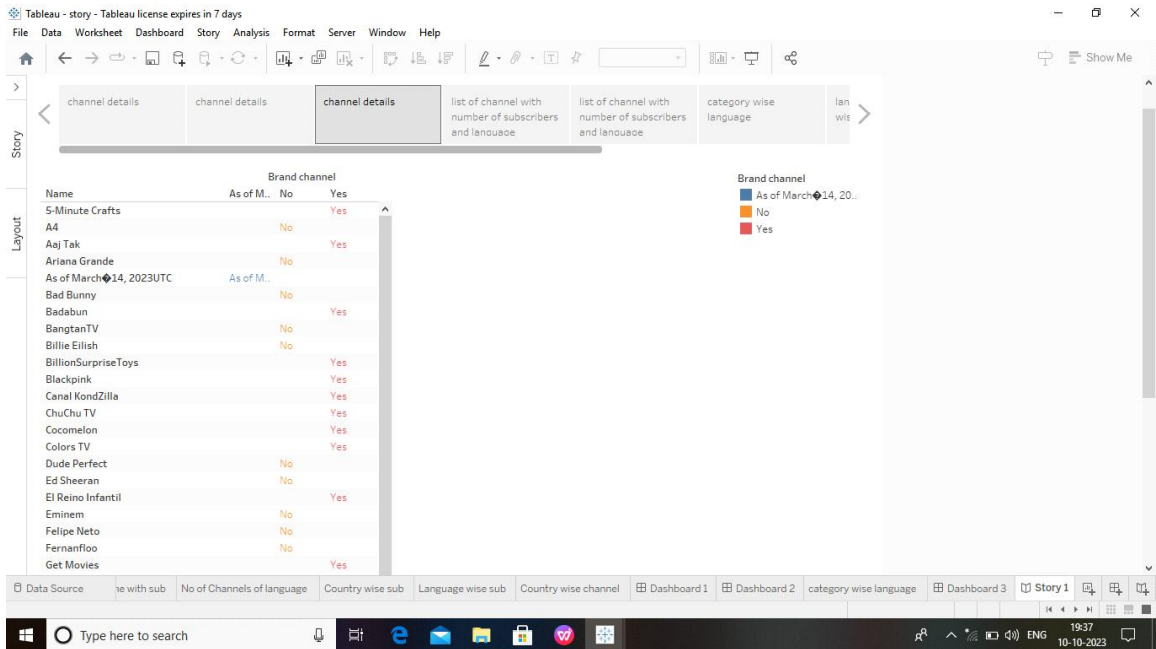 Tableau - story - Tableau license expires in 7 days
File Data Worksheet Dashboard Story Analysis Format Server Window Help
Show Me
Story
Layout
channel details
channel details
channel details
list of channel with
number of subscribers
and language
list of channel with
number of subscribers
and language
category wise
language
lan
wis
Brand channel
Name As of M.. No Yes
5-Minute Crafts Yes
A4 No
Aaj Tak Yes
Ariana Grande No
As of March�14, 2023UTC As of M..
Bad Bunny No
Badabun Yes
BangtanTV No
Billie Eilish No
BillionSurpriseToys Yes
Blackpink Yes
Canal KondZilla Yes
ChuChu TV Yes
Cocomelon Yes
Colors TV Yes
Dude Perfect No
Ed Sheeran No
El Reino Infantil Yes
Eminem No
Felipe Neto No
Fernanfloo No
Get Movies Yes
Brand channel
As of March�14, 20..
No
Yes
Data Source ne with sub No of Channels of language Country wise sub Language wise sub Country wise channel Dashboard 1 Dashboard 2 category wise language Dashboard 3 Story 1
Type here to search
ENG
19:37
10-10-2023